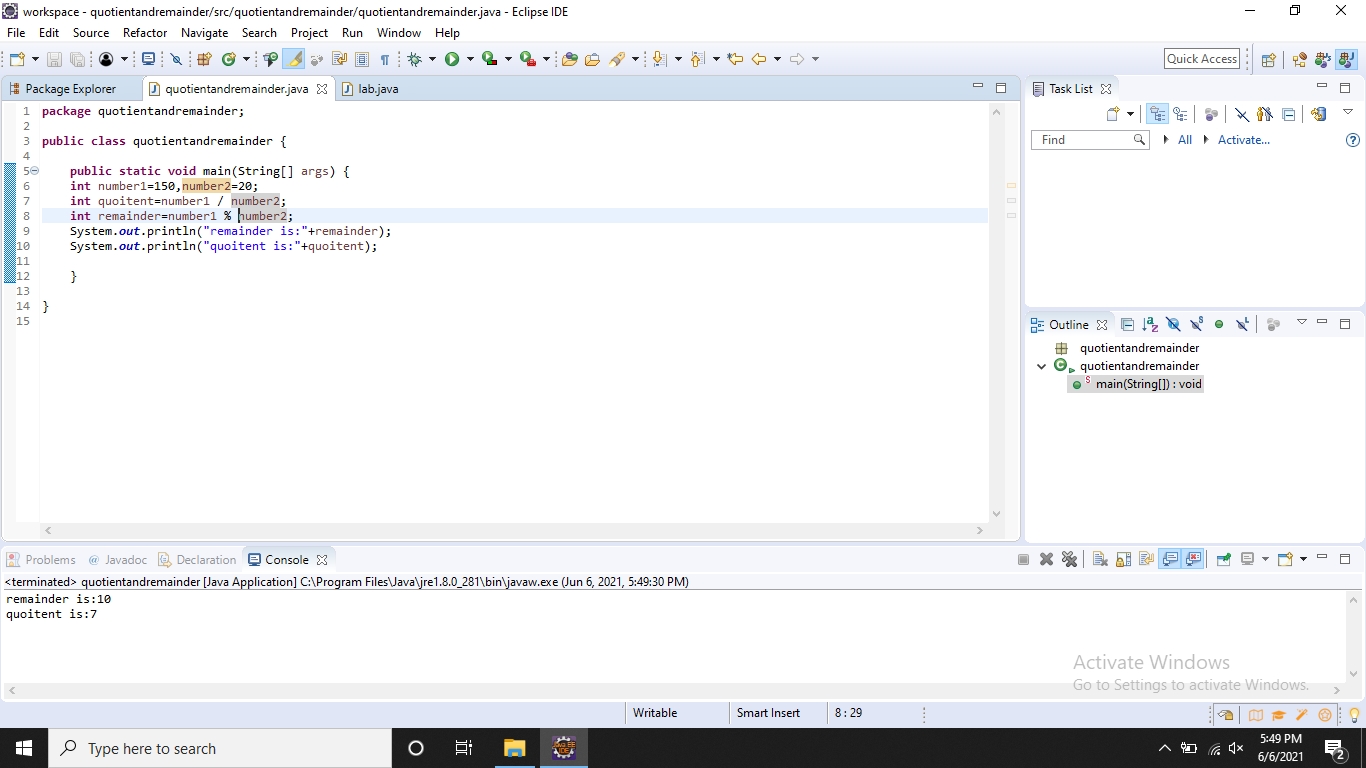 workspace - quotientandremainder/src/quotientandremainder/quotientandremainder.java - Eclipse IDE
File Edit Source Refactor Navigate Search Project Run Window Help
Quick Access
Package Explorer quotientandremainder.java lab.java
1 package quotientandremainder;
2
3 public class quotientandremainder {
4
5 public static void main(String[] args) {
6 int number1=150,number2=20;
7 int quoitent=number1 / number2;
8 int remainder=number1 % number2;
9 System.out.println("remainder is:"+remainder);
10 System.out.println("quoitent is:"+quoitent);
11
12 }
13
14 }
15
Task List
Find All Activate...
Outline
quotientandremainder
quotientandremainder
main(String[]) : void
Problems @ Javadoc Declaration Console
<terminated> quotientandremainder [Java Application] C:\Program Files\Java\jre1.8.0_281\bin\javaw.exe (Jun 6, 2021, 5:49:30 PM)
remainder is:10
quoitent is:7
Activate Windows
Go to Settings to activate Windows.
Writable Smart Insert 8 : 29
Type here to search
JAVA EE
IDE
5:49 PM
6/6/2021
2